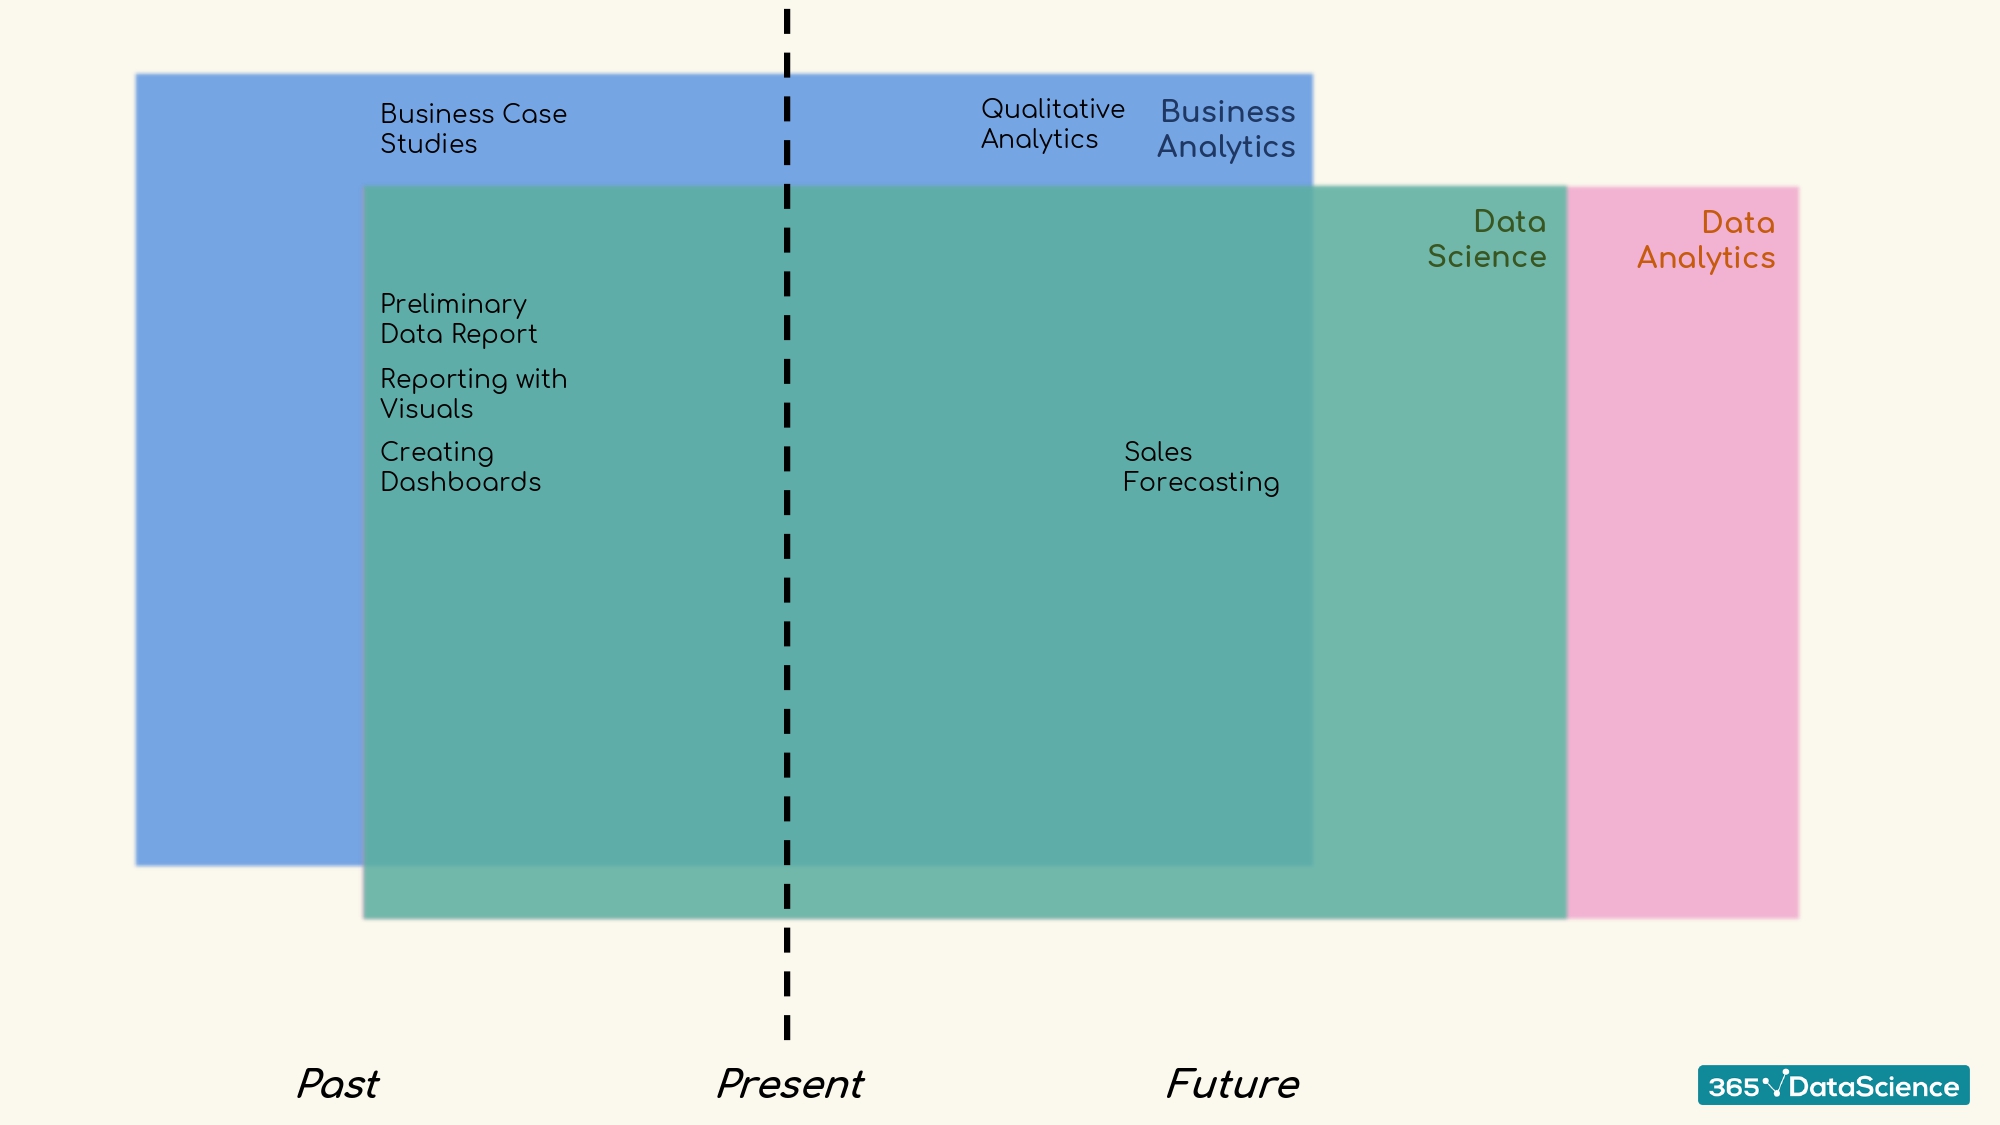 Business Case
Studies
Qualitative
Analytics
Business
Analytics
Data
Science
Data
Analytics
Preliminary
Data Report
Reporting with
Visuals
Creating
Dashboards
Sales
Forecasting
Past
Present
Future
365 DataScience